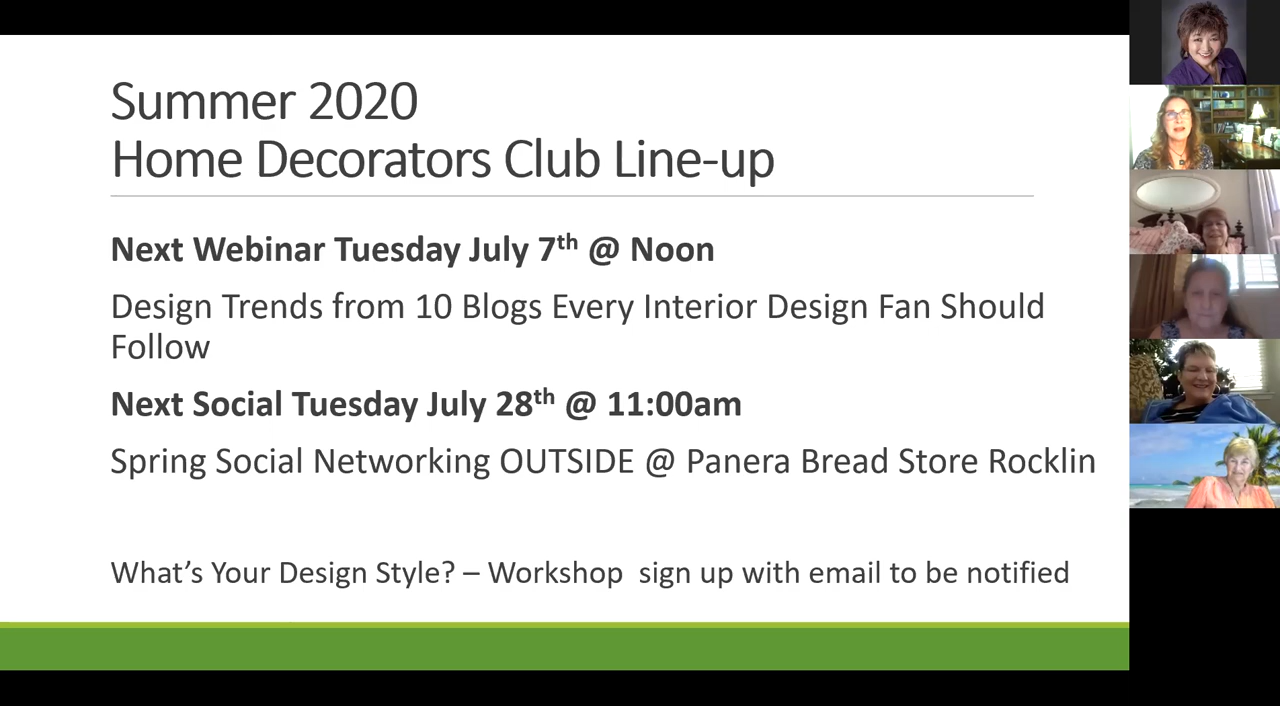 Summer 2020
Home Decorators Club Line-up
Next Webinar Tuesday July 7th @ Noon
Design Trends from 10 Blogs Every Interior Design Fan Should
Follow
Next Social Tuesday July 28th @ 11:00am
Spring Social Networking OUTSIDE @ Panera Bread Store Rocklin
What’s Your Design Style? – Workshop  sign up with email to be notified